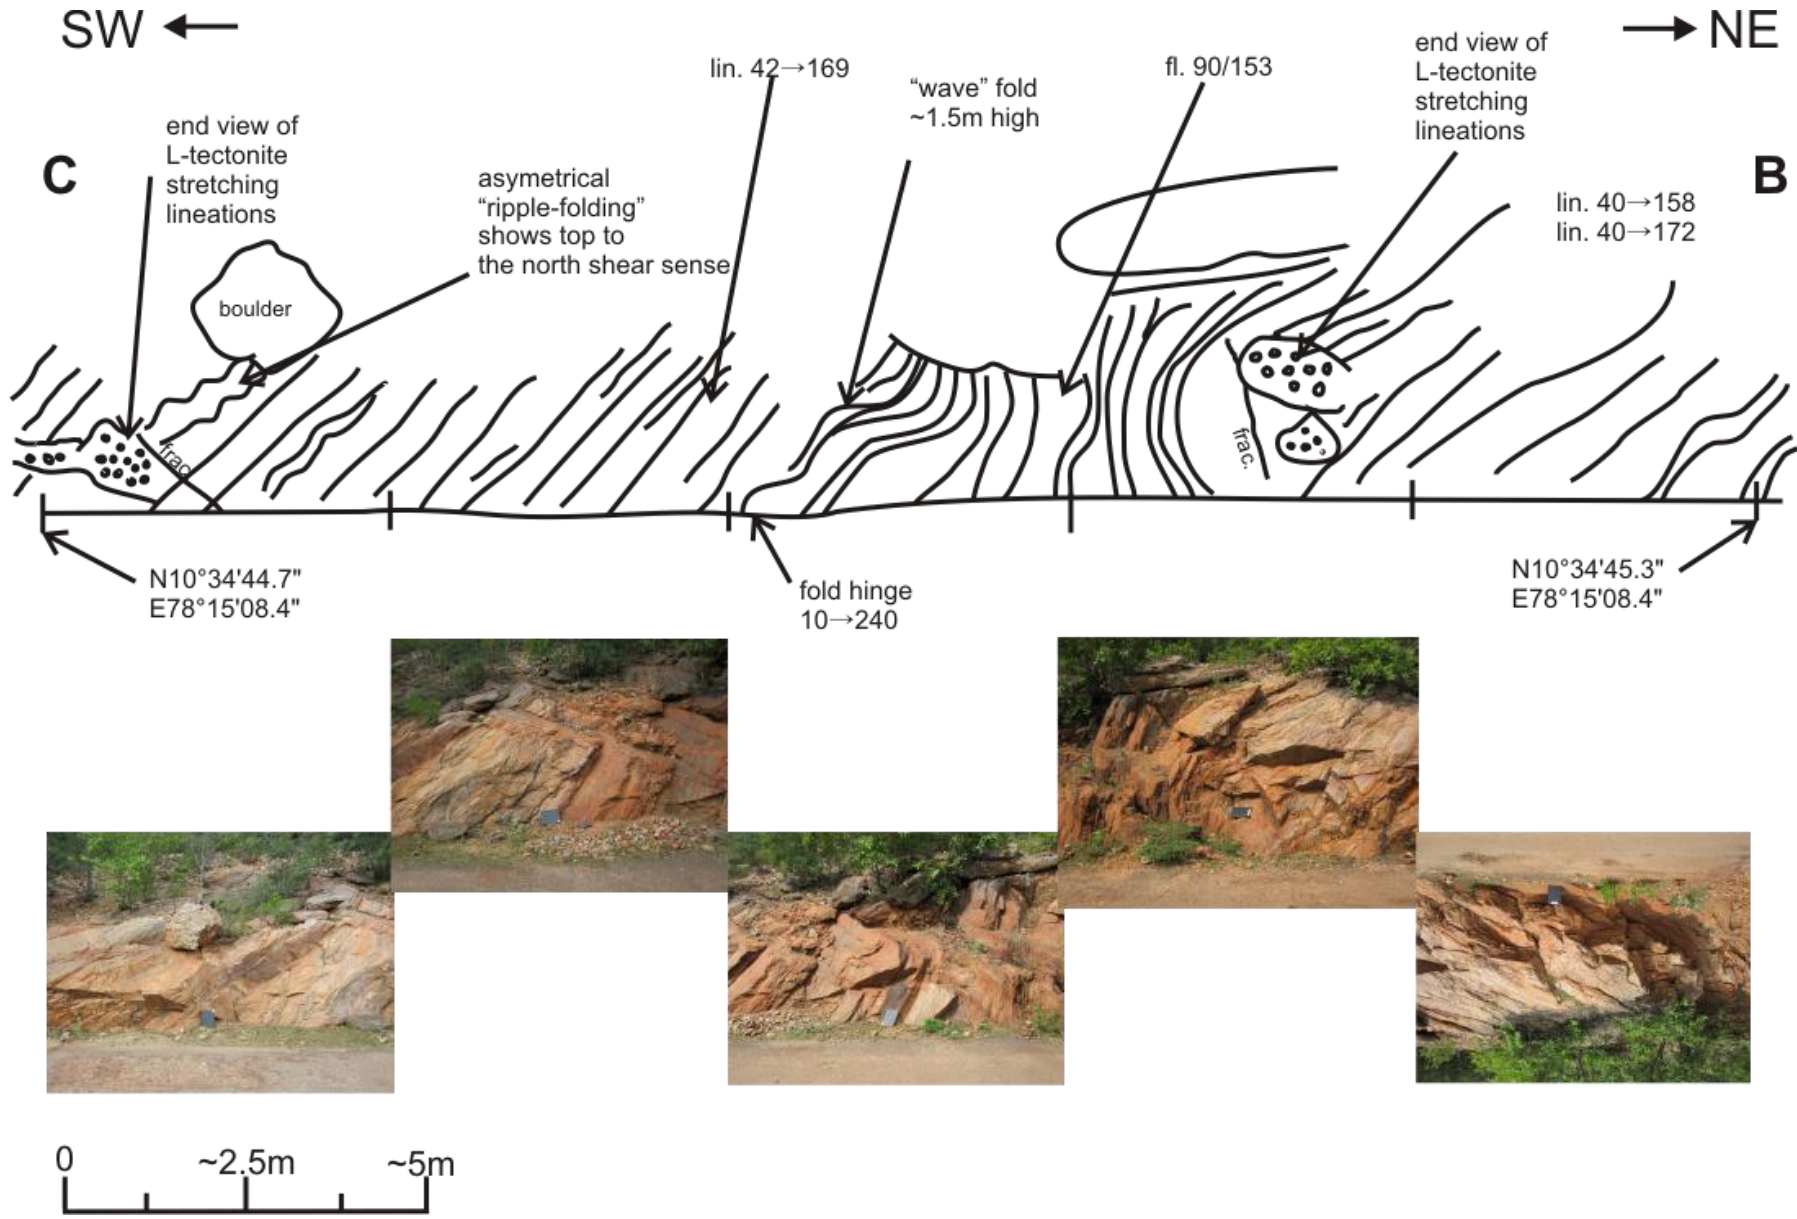 SW ← → NE
end view of
L-tectonite
stretching
lineations
C
boulder
asymetrical
“ripple-folding”
shows top to
the north shear sense
lin. 42→169
“wave” fold
~1.5m high
fl. 90/153
end view of
L-tectonite
stretching
lineations
B
lin. 40→158
lin. 40→172
frac.
frac.
N10°34'44.7"
E78°15'08.4"
fold hinge
10→240
N10°34'45.3"
E78°15'08.4"
0 ~2.5m ~5m